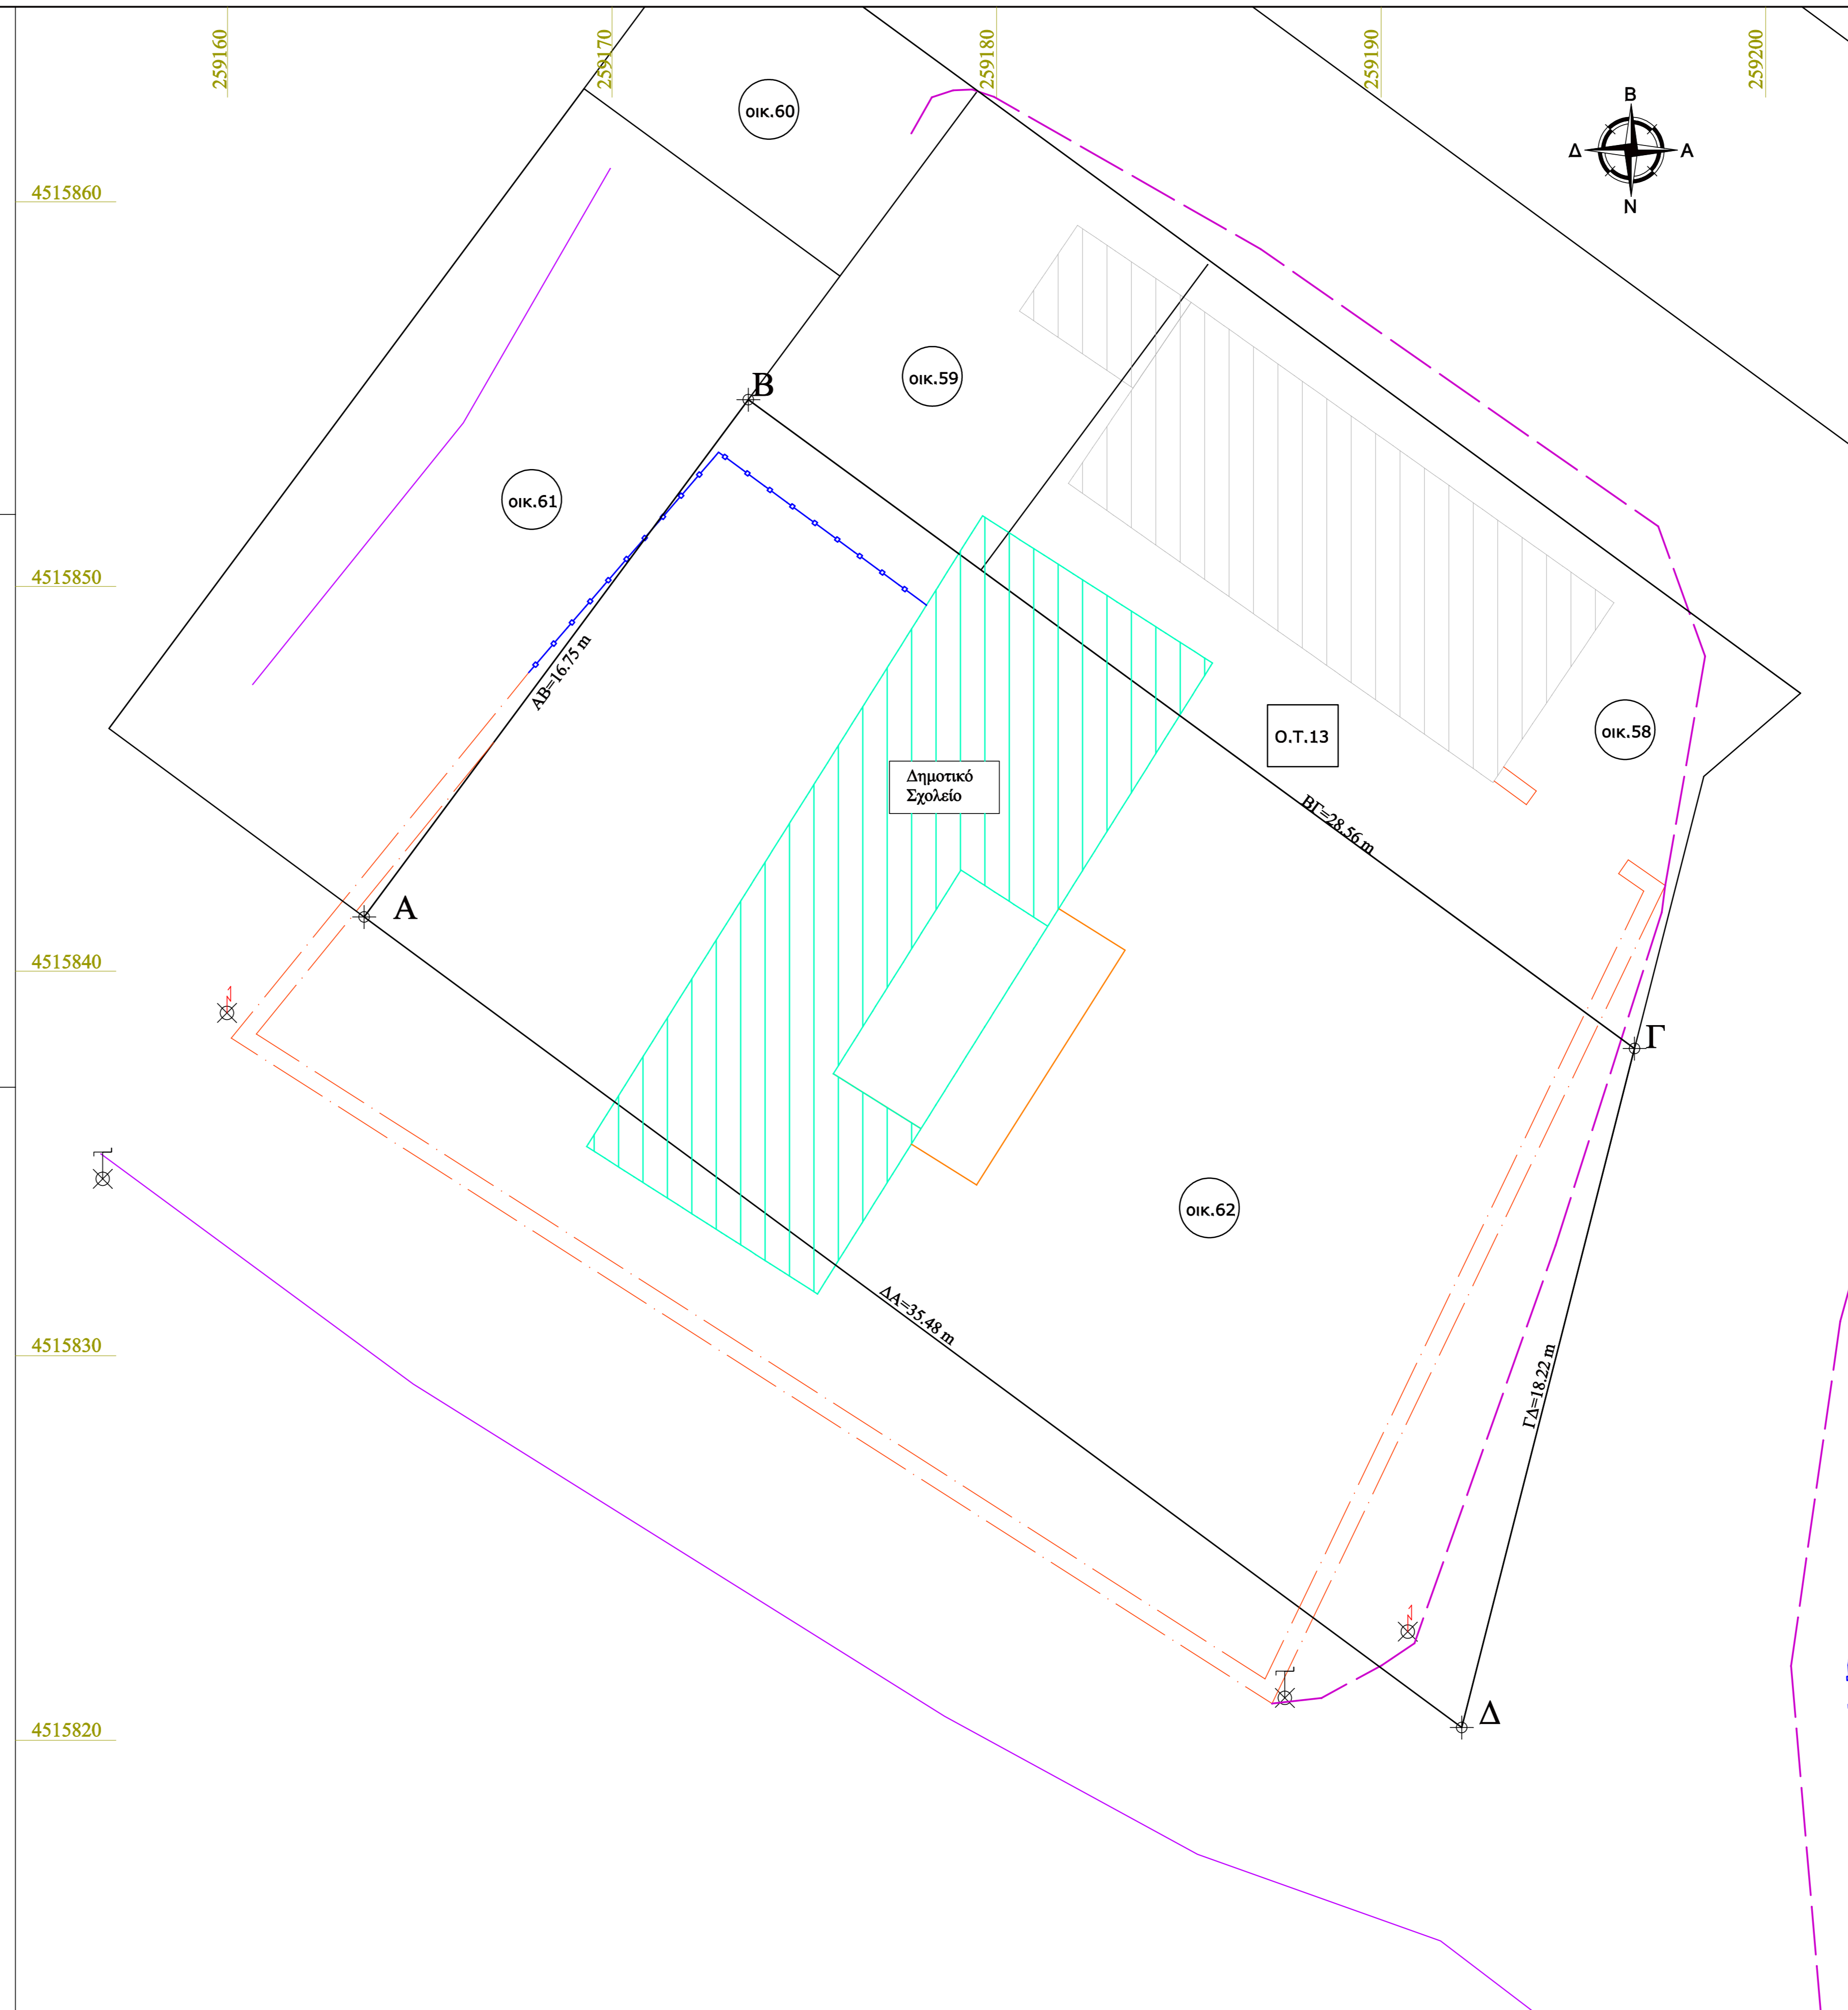 259160
259170
259180
259190
259200
οικ.60
Β
Δ
Α
Ν
4515860
οικ.59
Β
οικ.61
4515850
ΑΒ=16.75 m
Ο.Τ.13
οικ.58
Δημοτικό
Σχολείο
ΒΓ=28.56 m
Α
4515840
Γ
οικ.62
ΔΑ=35.48 m
4515830
ΓΔ=18.22 m
Δ
4515820